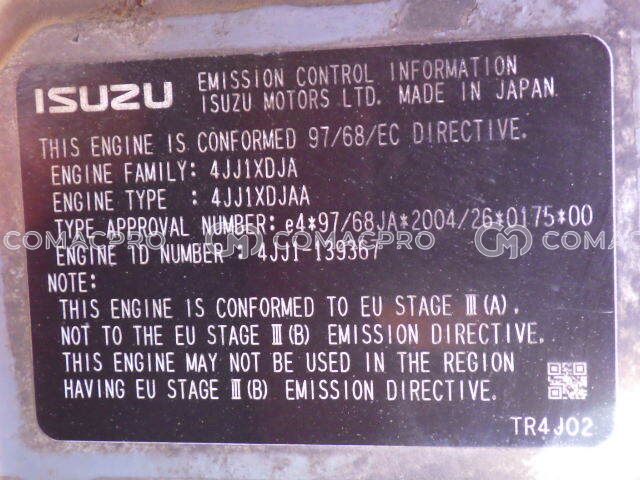 ISUZU EMISSION CONTROL INFORMATION
ISUZU MOTORS LTD. MADE IN JAPAN
THIS ENGINE IS CONFORMED 97/68/EC DIRECTIVE.
ENGINE FAMILY: 4JJ1XDJA
ENGINE TYPE : 4JJ1XDJAA
TYPE APPROVAL NUMBER: e4*97/68JA*2004/26*0175*00
COMACPRO CM COMACPRO CM COMACPRO
ENGINE ID NUMBER 4JJ1-139367
NOTE:
THIS ENGINE IS CONFORMED TO EU STAGE Ⅲ(A),
NOT TO THE EU STAGE Ⅲ(B) EMISSION DIRECTIVE.
THIS ENGINE MAY NOT BE USED IN THE REGION
HAVING EU STAGE Ⅲ(B) EMISSION DIRECTIVE.
TR4J02